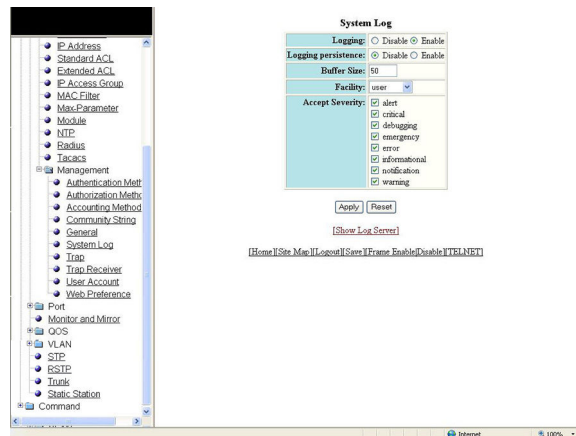 IP Address
Standard ACL
Extended ACL
IP Access Group
MAC Filter
Max-Parameter
Module
NTP
Radius
Tacacs
Management
Authentication Meth
Authorization Metho
Accounting Method
Community String
General
System Log
Trap
Trap Receiver
User Account
Web Preference
Port
Monitor and Mirror
QOS
VLAN
STP
RSTP
Trunk
Static Station
Command
System Log
Logging: Disable Enable
Logging persistence: Disable Enable
Buffer Size: 50
Facility: user
Accept Severity: alert
critical
debugging
emergency
error
informational
notification
warning
Apply Reset
[Show Log Server]
[Home][Site Map][Logout][Save][Frame Enable|Disable][TELNET]
Internet 100%